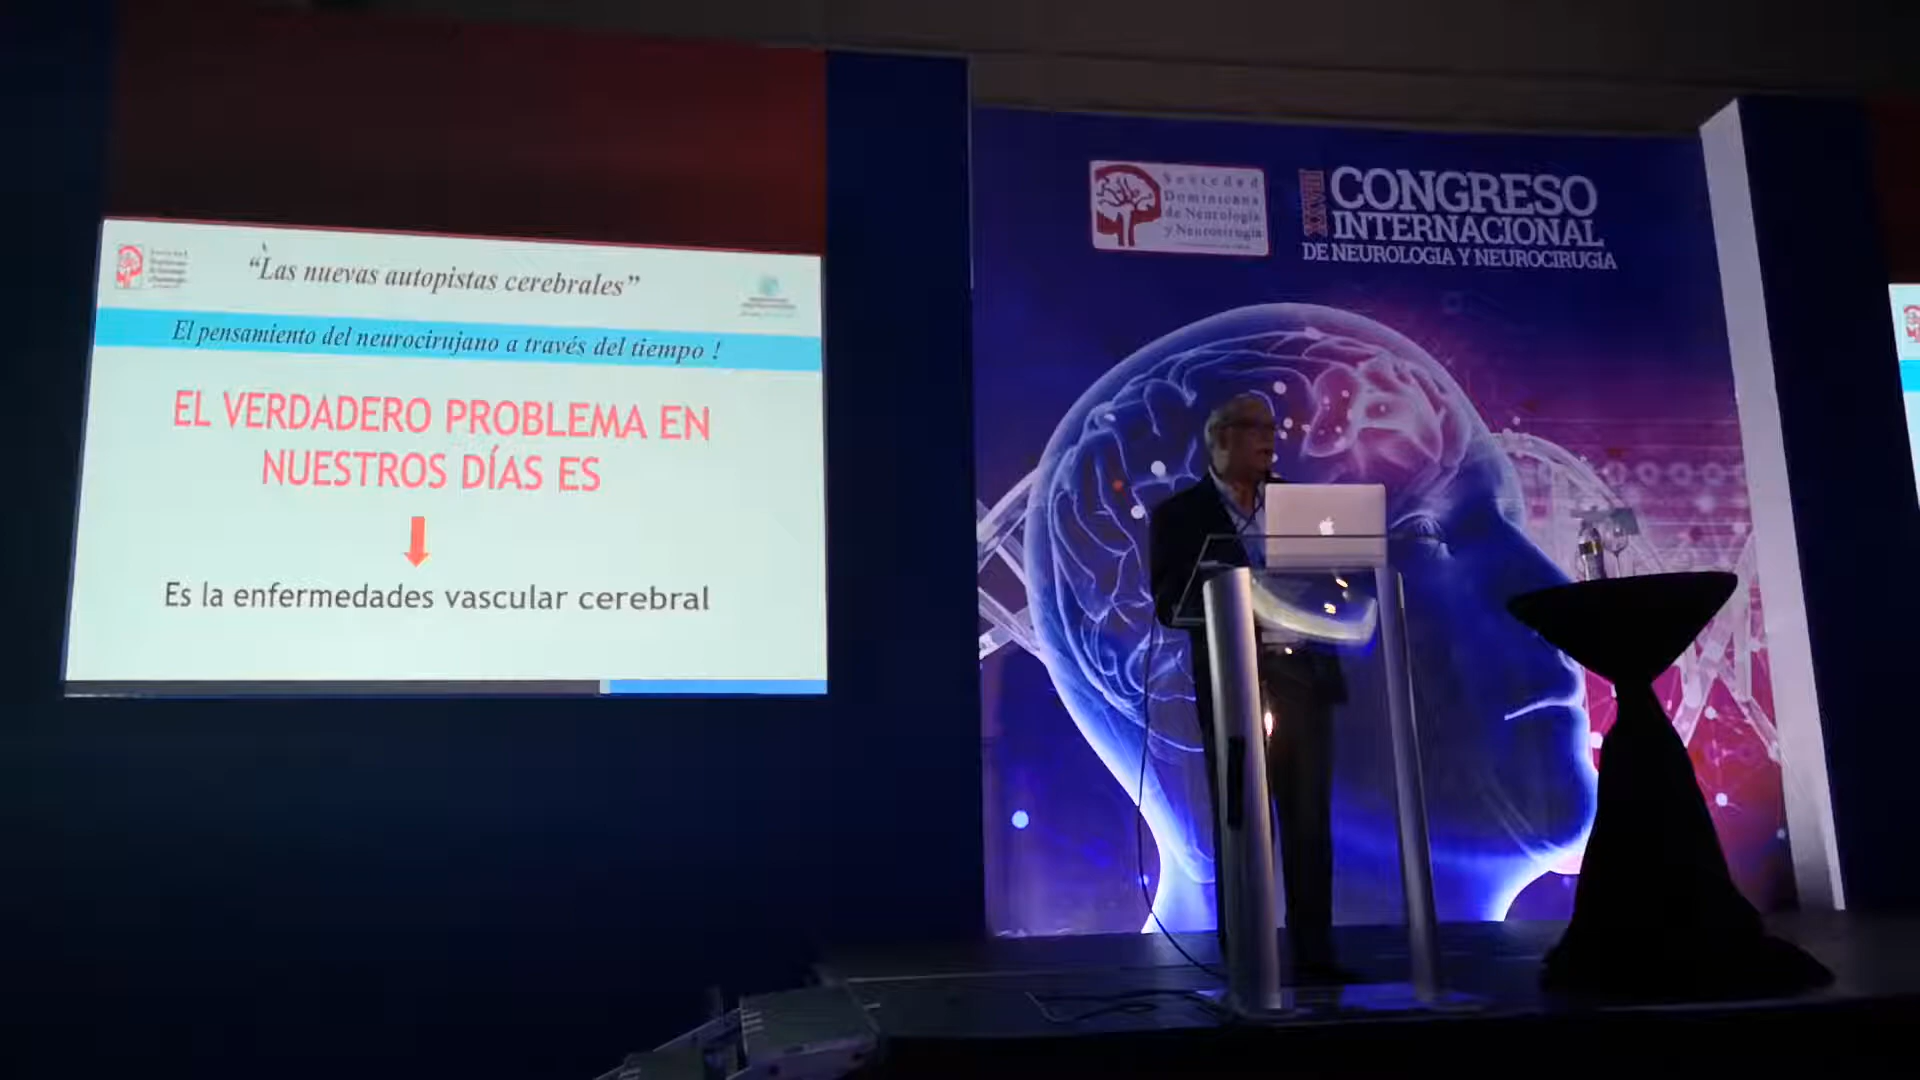 “Las nuevas autopistas cerebrales”
El pensamiento del neurocirujano a través del tiempo !
EL VERDADERO PROBLEMA EN
NUESTROS DÍAS ES
Es la enfermedades vascular cerebral
Sociedad
Dominicana
de Neurología
y Neurocirugía
XXVIII
CONGRESO
INTERNACIONAL
DE NEUROLOGIA Y NEUROCIRUGIA